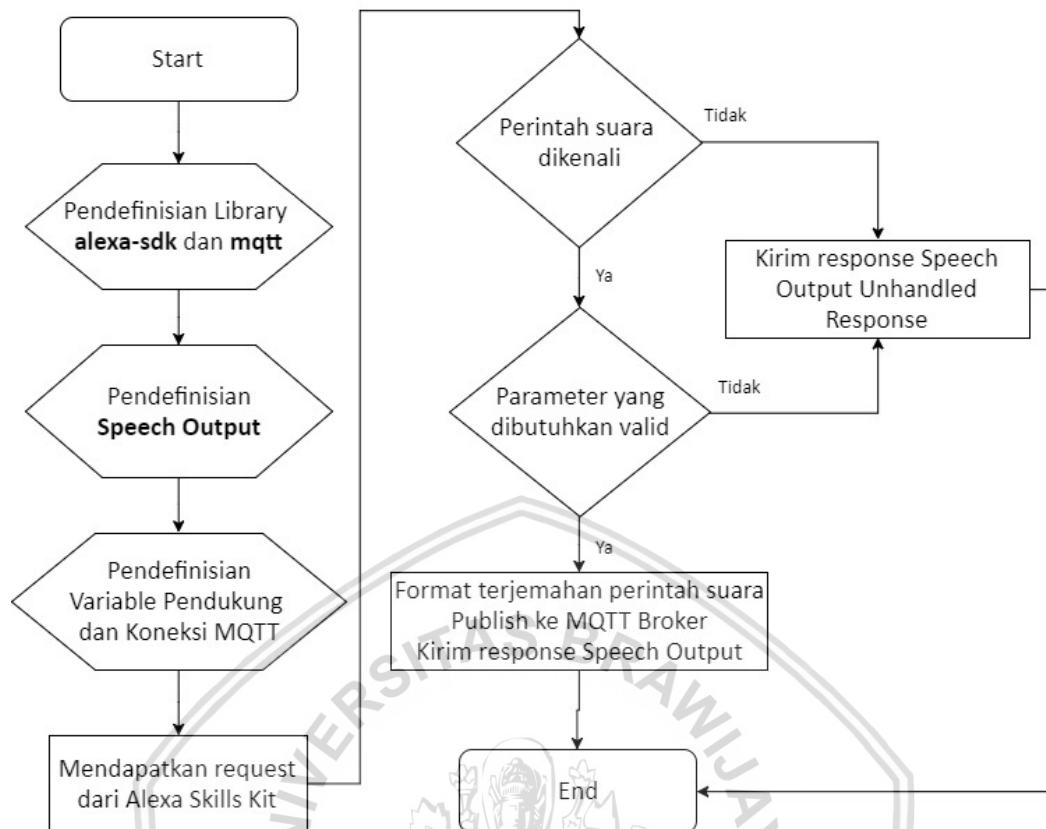 Start
Pendefinisian Library
alexa-sdk dan mqtt
Pendefinisian
Speech Output
Pendefinisian
Variable Pendukung
dan Koneksi MQTT
Mendapatkan request
dari Alexa Skills Kit
Perintah suara
dikenali
Tidak
Ya
Kirim response Speech
Output Unhandled
Response
Parameter yang
dibutuhkan valid
Tidak
Ya
Format terjemahan perintah suara
Publish ke MQTT Broker
Kirim response Speech Output
End
UNIVERSITAS BRAWIJA